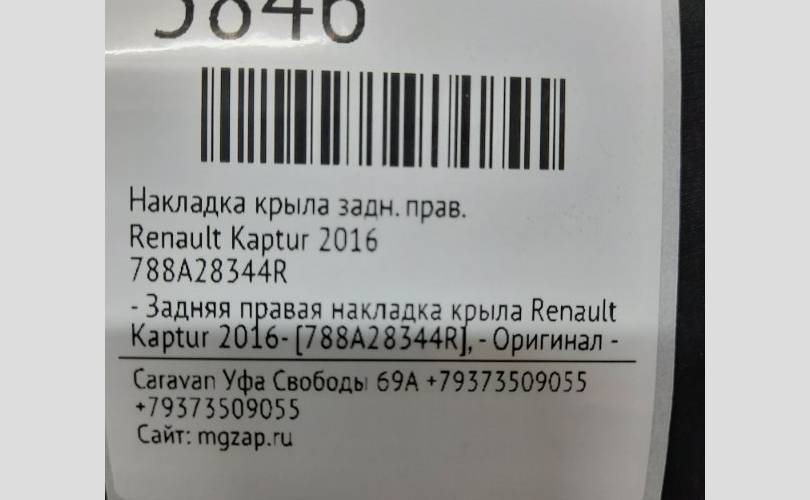 5846
Накладка крыла задн. прав.
Renault Kaptur 2016
788A28344R
- Задняя правая накладка крыла Renault
Kaptur 2016- [788A28344R], - Оригинал -
Caravan Уфа Свободы 69А +79373509055
+79373509055
Сайт: mgzap.ru